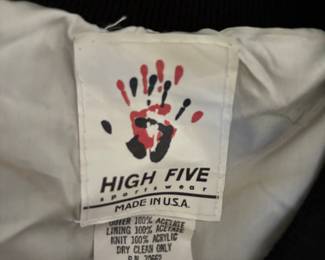 HIGH FIVE
sportswear
MADE IN U.S.A.
OUTER 100% ACETATE
LINING 100% ACETATE
KNIT 100% ACRYLIC
DRY CLEAN ONLY
R.N.